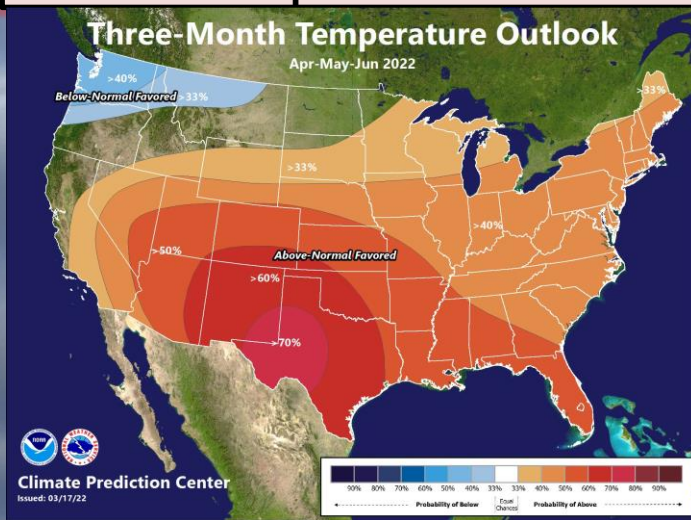 Three-Month Temperature Outlook
Apr-May-Jun 2022
>40%
Below-Normal Favored
>33%
>33%
>33%
>40%
>50%
Above-Normal Favored
>60%
>70%
Climate Prediction Center
Issued: 03/17/22
90% 80% 70% 60% 50% 40% 33% 33% 40% 50% 60% 70% 80% 90%
Probability of Below Equal Chances Probability of Above